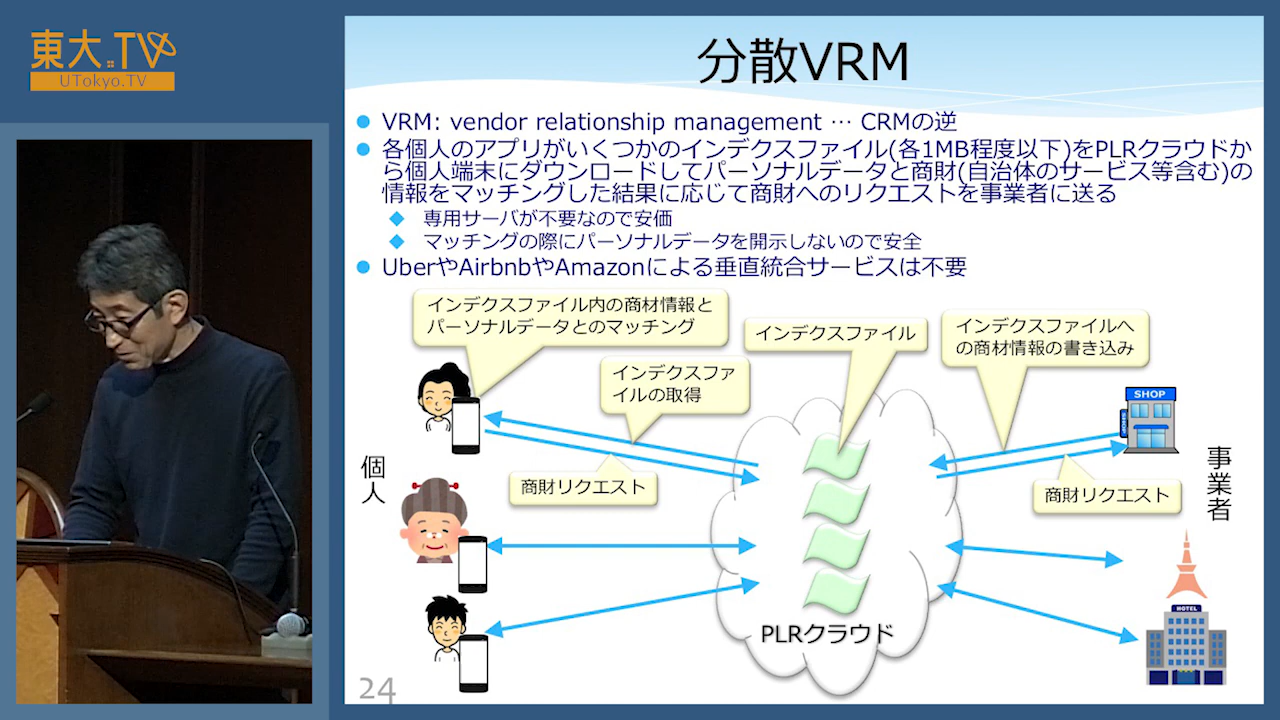 東大.TV
UTokyo.TV
分散VRM
VRM: vendor relationship management … CRMの逆
各個人のアプリがいくつかのインデクスファイル(各1MB程度以下)をPLRクラウドか
ら個人端末にダウンロードしてパーソナルデータと商財(自治体のサービス等含む)の
情報をマッチングした結果に応じて商財へのリクエストを事業者に送る
専用サーバが不要なので安価
マッチングの際にパーソナルデータを開示しないので安全
UberやAirbnbやAmazonによる垂直統合サービスは不要
インデクスファイル内の商材情報と
パーソナルデータとのマッチング
インデクスファイル
インデクスファイルへ
の商材情報の書き込み
インデクスファ
イルの取得
SHOP
SHOP
個人
事業者
商財リクエスト
商財リクエスト
HOTEL
PLRクラウド
24